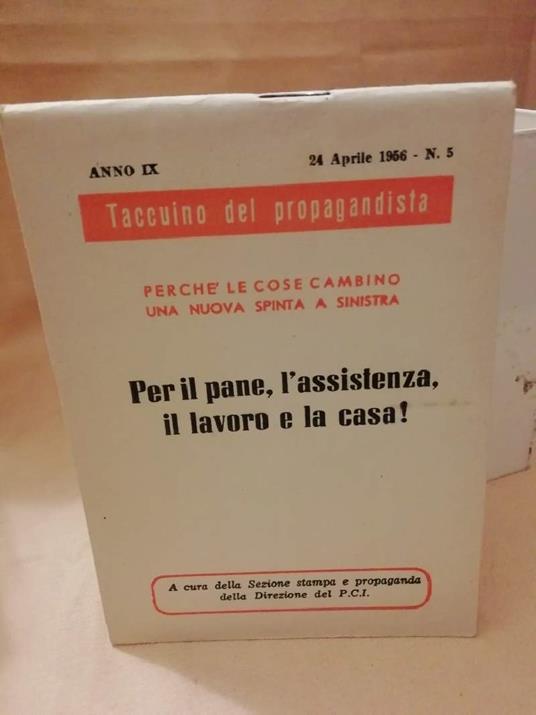 ANNO IX
24 Aprile 1956 - N. 5
Taccuino del propagandista
PERCHE' LE COSE CAMBINO
UNA NUOVA SPINTA A SINISTRA
Per il pane, l'assistenza,
il lavoro e la casa!
A cura della Sezione stampa e propaganda
della Direzione del P.C.I.